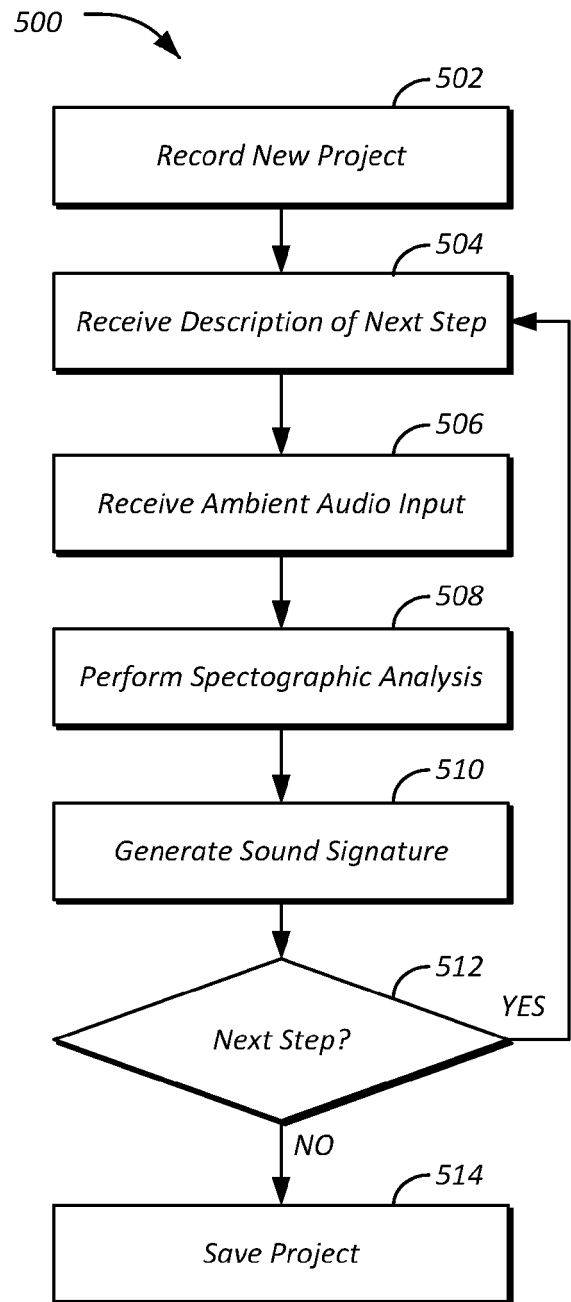 500
502
Record New Project
504
Receive Description of Next Step
506
Receive Ambient Audio Input
508
Perform Spectographic Analysis
510
Generate Sound Signature
512
Next Step?
YES
NO
514
Save Project